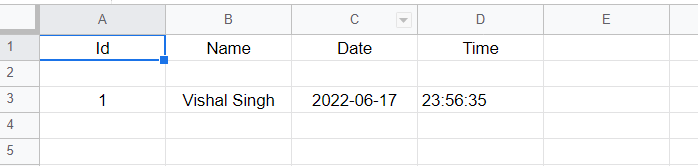 A B C D E
1 Id Name Date Time
2
3 1 Vishal Singh 2022-06-17 23:56:35
4
5